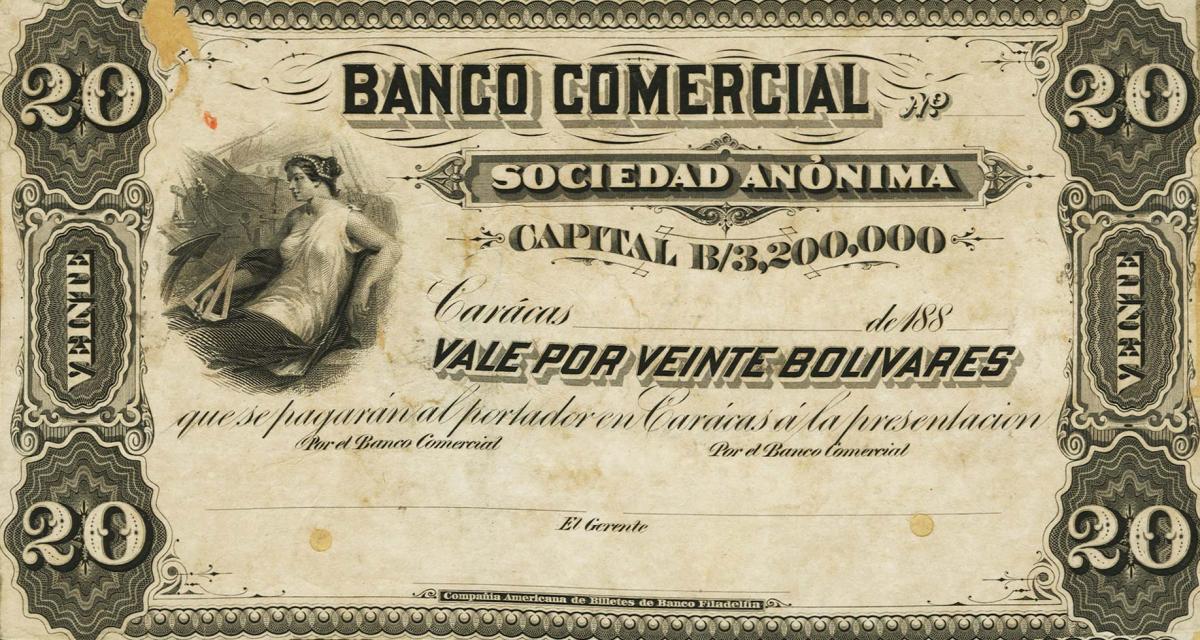 20
20
BANCO COMERCIAL
Nº
SOCIEDAD ANÓNIMA
CAPITAL B/3,200,000
VEINTE
VEINTE
Carácas de 188
VALE POR VEINTE BOLIVARES
que se pagarán al portador en Carácas á la presentacion
Por el Banco Comercial
Por el Banco Comercial
El Gerente
20
20
Compañia Americana de Billetes de Banco Filadelfia